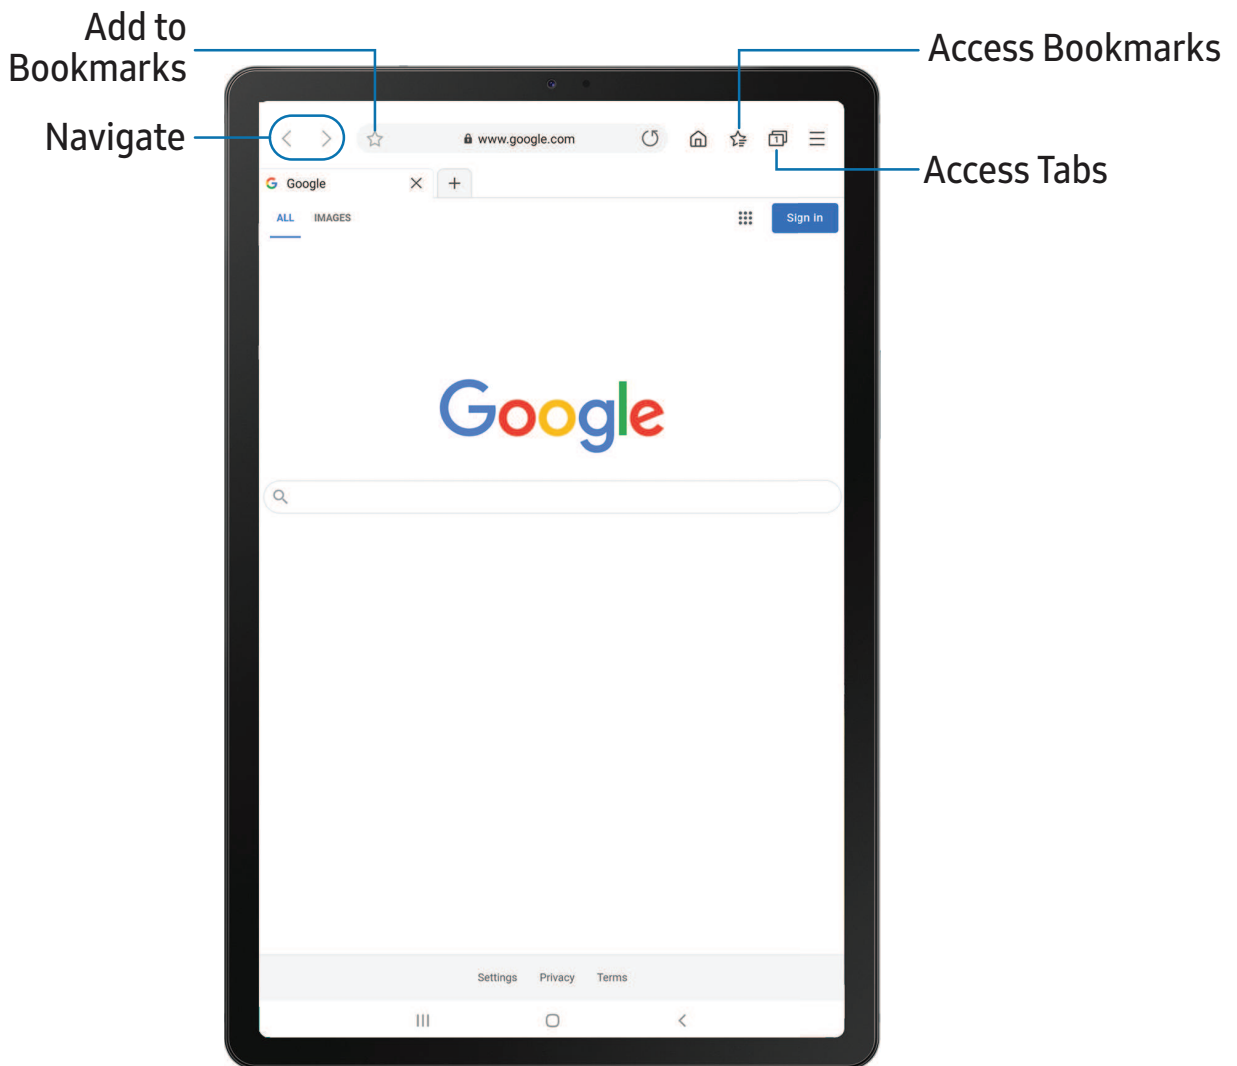 Add to
Bookmarks
Access Bookmarks
Navigate
www.google.com
1
Access Tabs
Google
ALL IMAGES
Sign in
Google
Settings Privacy Terms